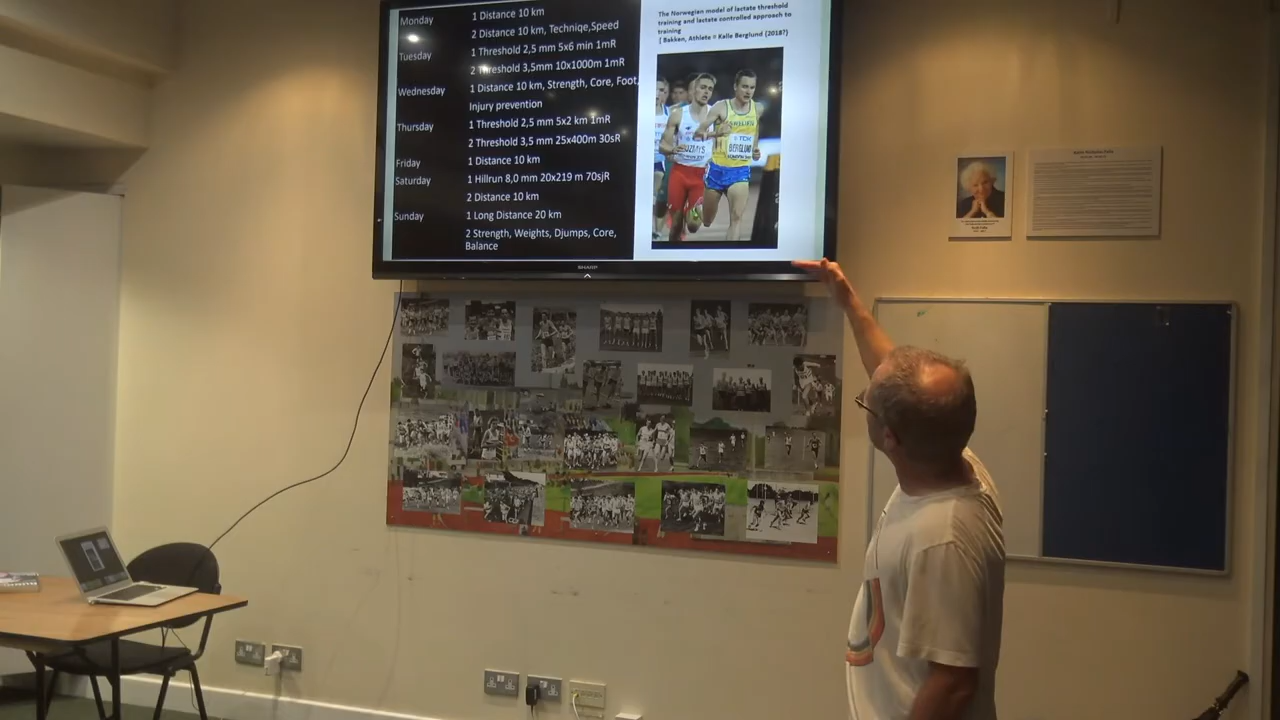 Monday
1 Distance 10 km
2 Distance 10 km, Techniqe,Speed
Tuesday
1 Threshold 2,5 mm 5x6 min 1mR
2 Threshold 3,5mm 10x1000m 1mR
Wednesday
1 Distance 10 km, Strength, Core, Foot,
Injury prevention
Thursday
1 Threshold 2,5 mm 5x2 km 1mR
2 Threshold 3,5 mm 25x400m 30sR
Friday
1 Distance 10 km
Saturday
1 Hillrun 8,0 mm 20x219 m 70sjR
2 Distance 10 km
Sunday
1 Long Distance 20 km
2 Strength, Weights, Djumps, Core,
Balance
The Norwegian model of lactate threshold
training and lactate controlled approach to
training
( Bakken, Athlete = Kalle Berglund (2018?)
BERGLUND
SHARP